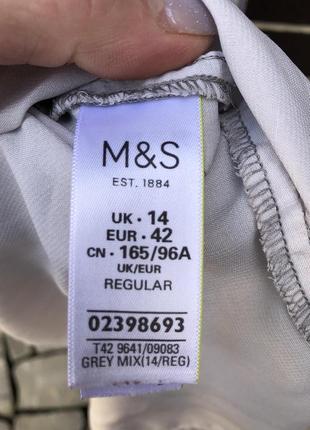 M&S
EST. 1884
UK · 14
EUR · 42
CN · 165/96A
UK/EUR
REGULAR
02398693
T42 9641/09083
GREY MIX(14/REG)